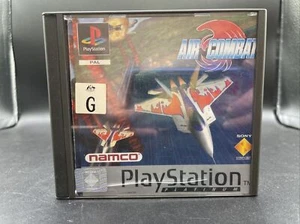 PlayStation
PAL
AIR COMBAT
G
namco
SONY
PlayStation
PLATINUM